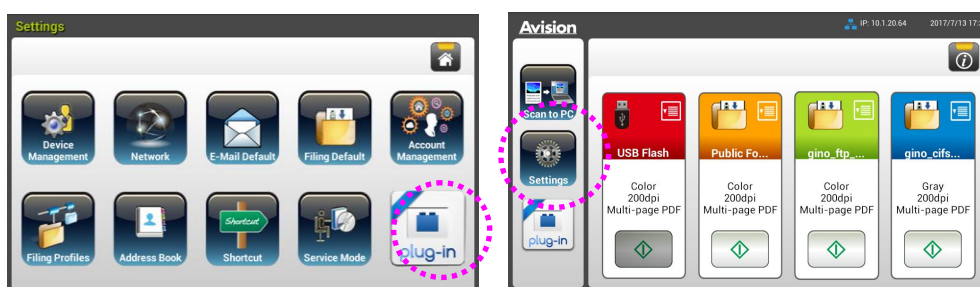 Settings
Device
Management
Network
E-Mail Default
Filing Default
Account
Management
Filing Profiles
Address Book
Shortcut
Shortcut
Service Mode
plug-in
Avision
IP: 10.1.20.64
2017/7/13 17:
Scan to PC
Settings
plug-in
USB Flash
Color
200dpi
Multi-page PDF
Public Fo...
Color
200dpi
Multi-page PDF
gino_ftp_...
Color
200dpi
Multi-page PDF
gino_cifs...
Gray
200dpi
Multi-page PDF